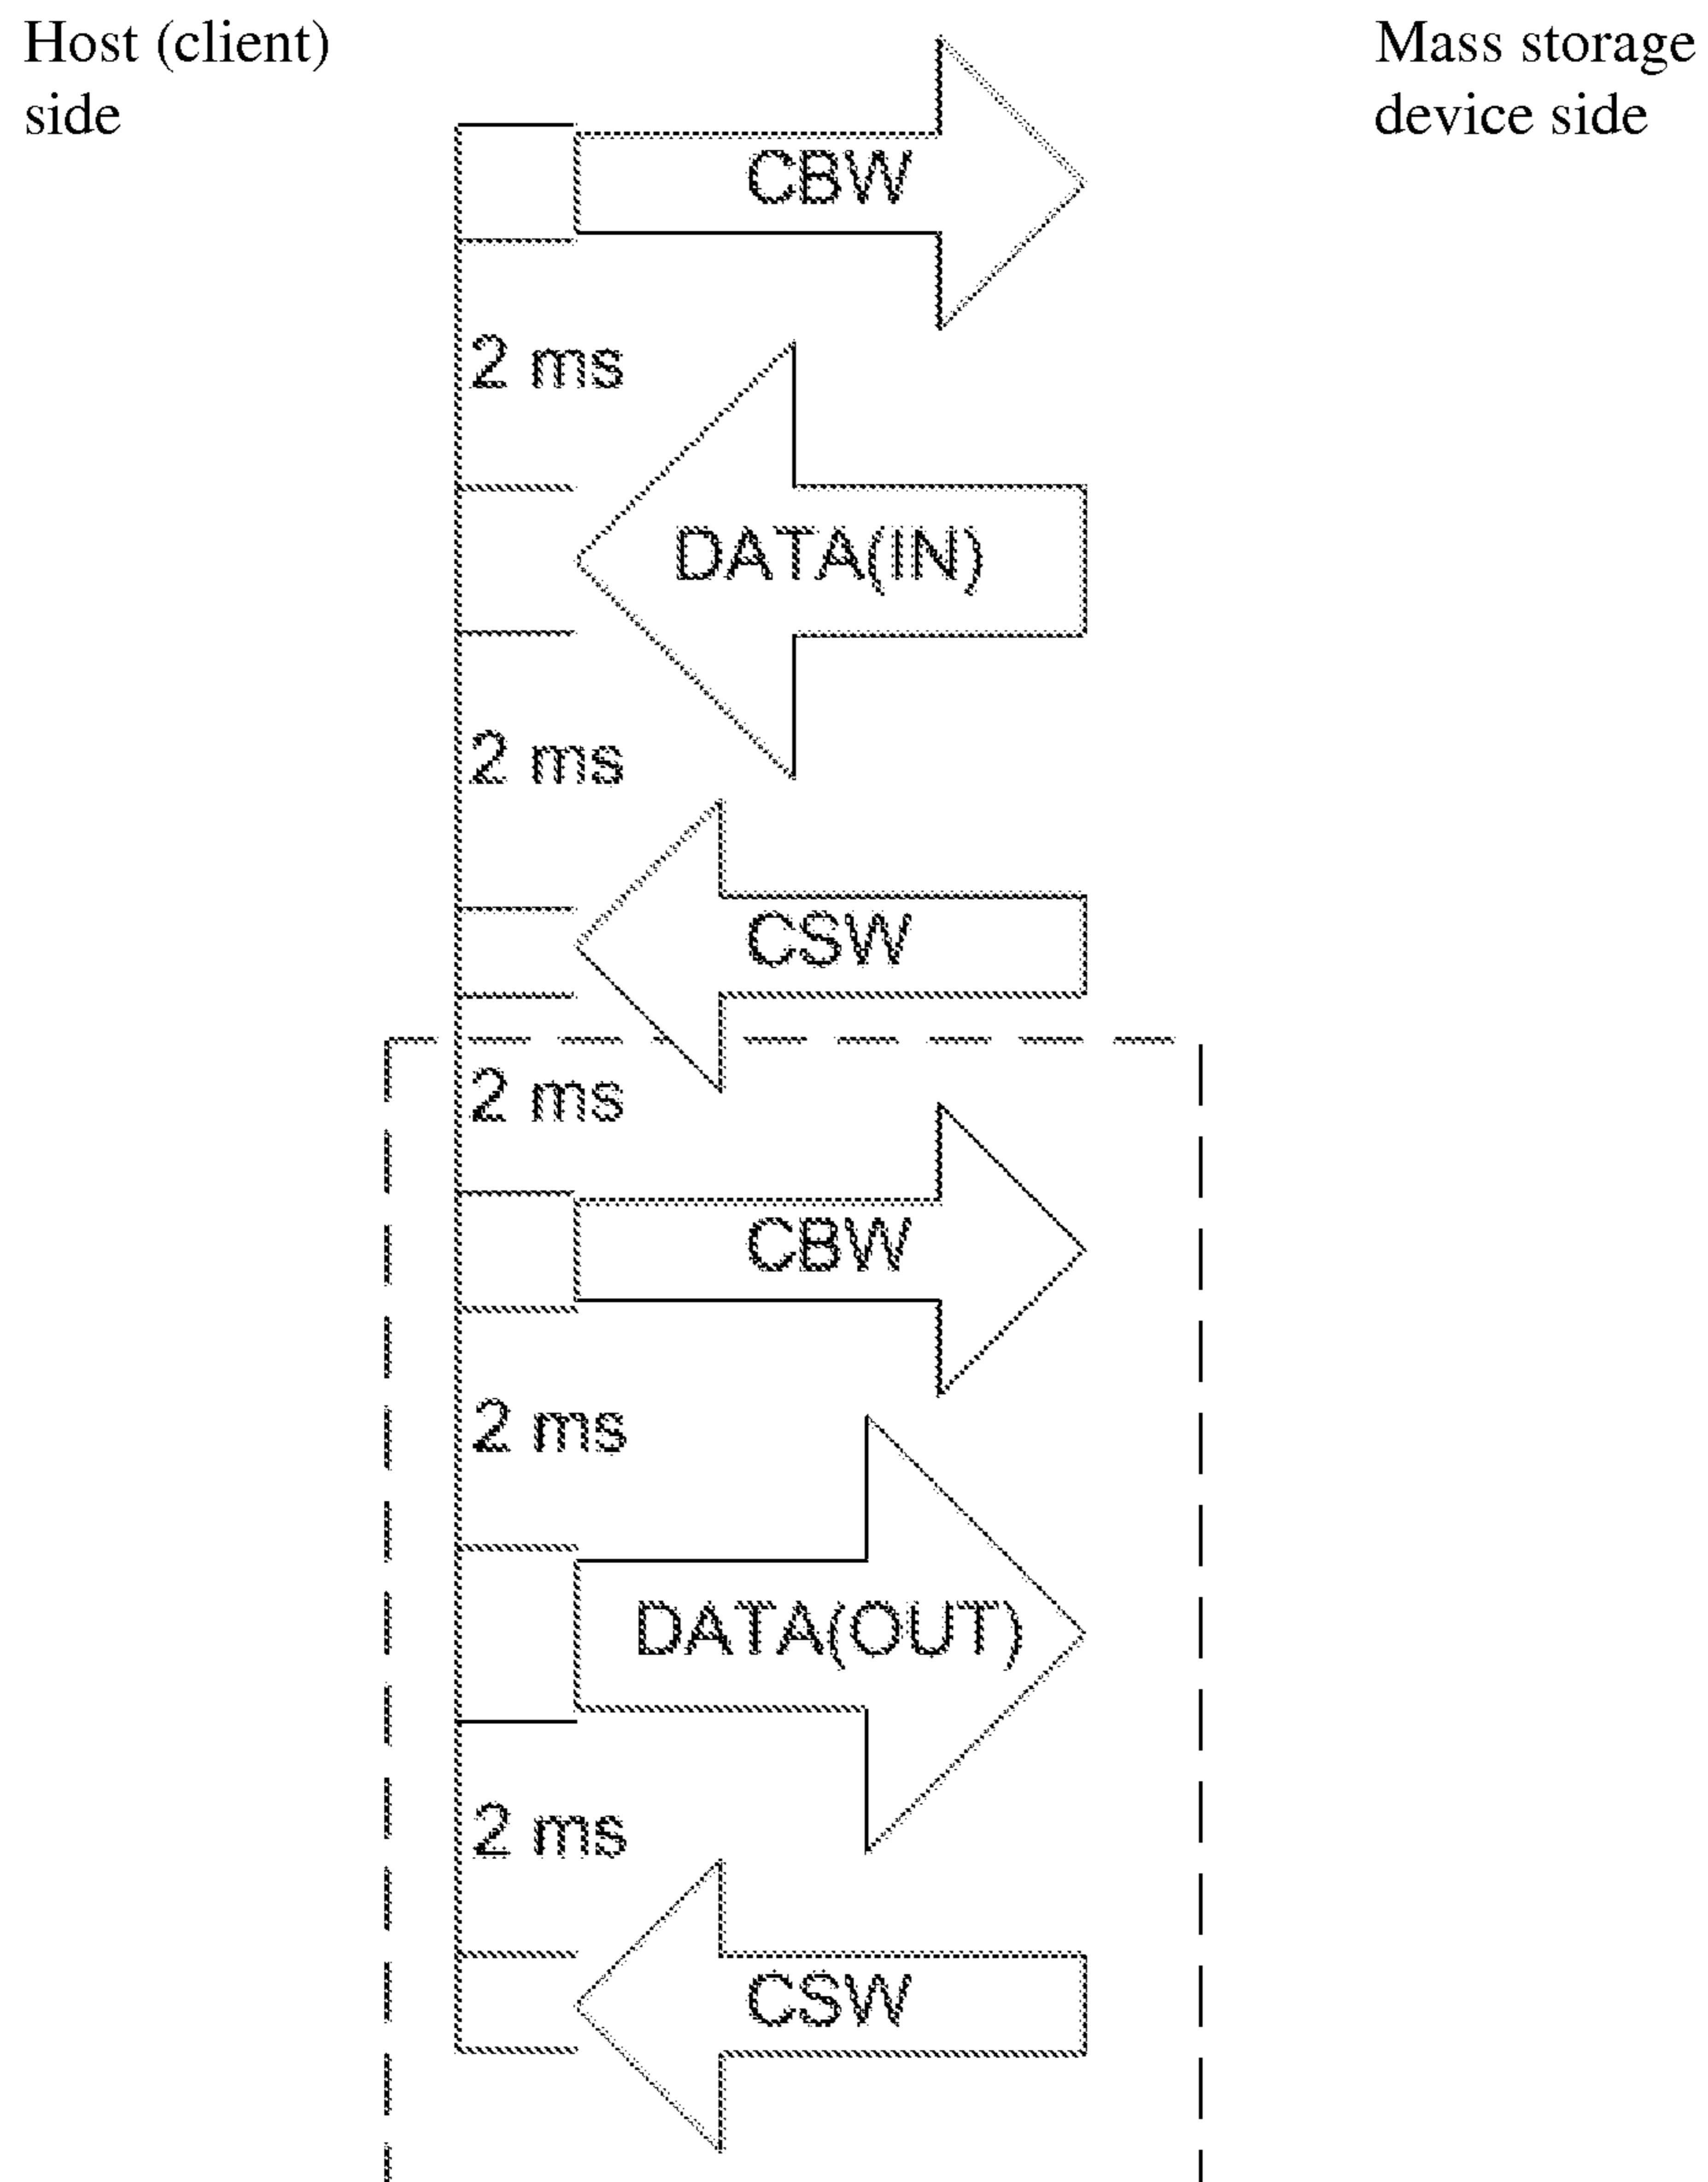 Host (client)
side
Mass storage
device side
CBW
2 ms
DATA(IN)
2 ms
CSW
2 ms
CBW
2 ms
DATA(OUT)
2 ms
CSW